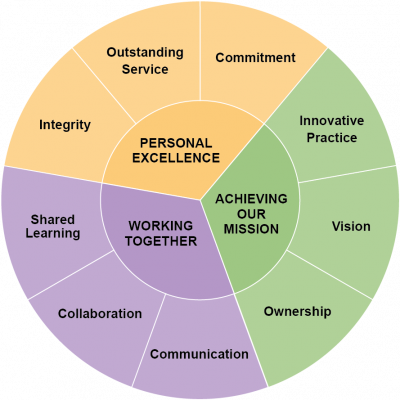 Outstanding
Service
Commitment
Integrity
Innovative
Practice
PERSONAL
EXCELLENCE
ACHIEVING
OUR
MISSION
WORKING
TOGETHER
Shared
Learning
Vision
Collaboration
Ownership
Communication